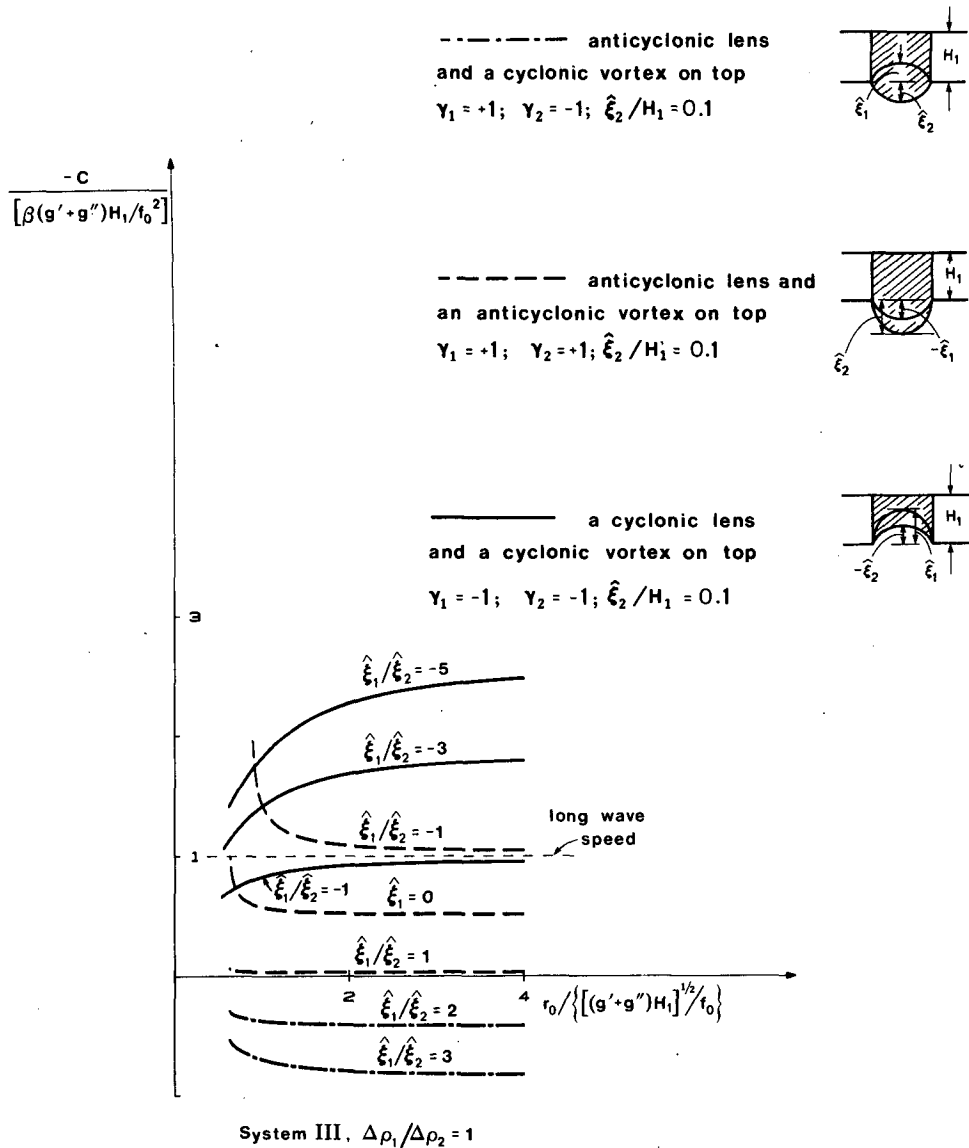 anticyclonic lens
and a cyclonic vortex on top
γ₁ = +1; γ₂ = -1; ξ̂₂/H₁ = 0.1
H₁
ξ̂₁
ξ̂₂
-C
[β(g'+g")H₁/f₀²]
anticyclonic lens and
an anticyclonic vortex on top
γ₁ = +1; γ₂ = +1; ξ̂₂/H₁ = 0.1
H₁
ξ̂₂
-ξ̂₁
a cyclonic lens
and a cyclonic vortex on top
γ₁ = -1; γ₂ = -1; ξ̂₂/H₁ = 0.1
H₁
-ξ̂₂
ξ̂₁
3
ξ̂₁/ξ̂₂ = -5
ξ̂₁/ξ̂₂ = -3
long wave
speed
ξ̂₁/ξ̂₂ = -1
1
ξ̂₁/ξ̂₂ = -1
ξ̂₁ = 0
ξ̂₁/ξ̂₂ = 1
2
4
r₀/{[(g'+g")H₁]^1/2/f₀}
ξ̂₁/ξ̂₂ = 2
ξ̂₁/ξ̂₂ = 3
System III, Δρ₁/Δρ₂ = 1